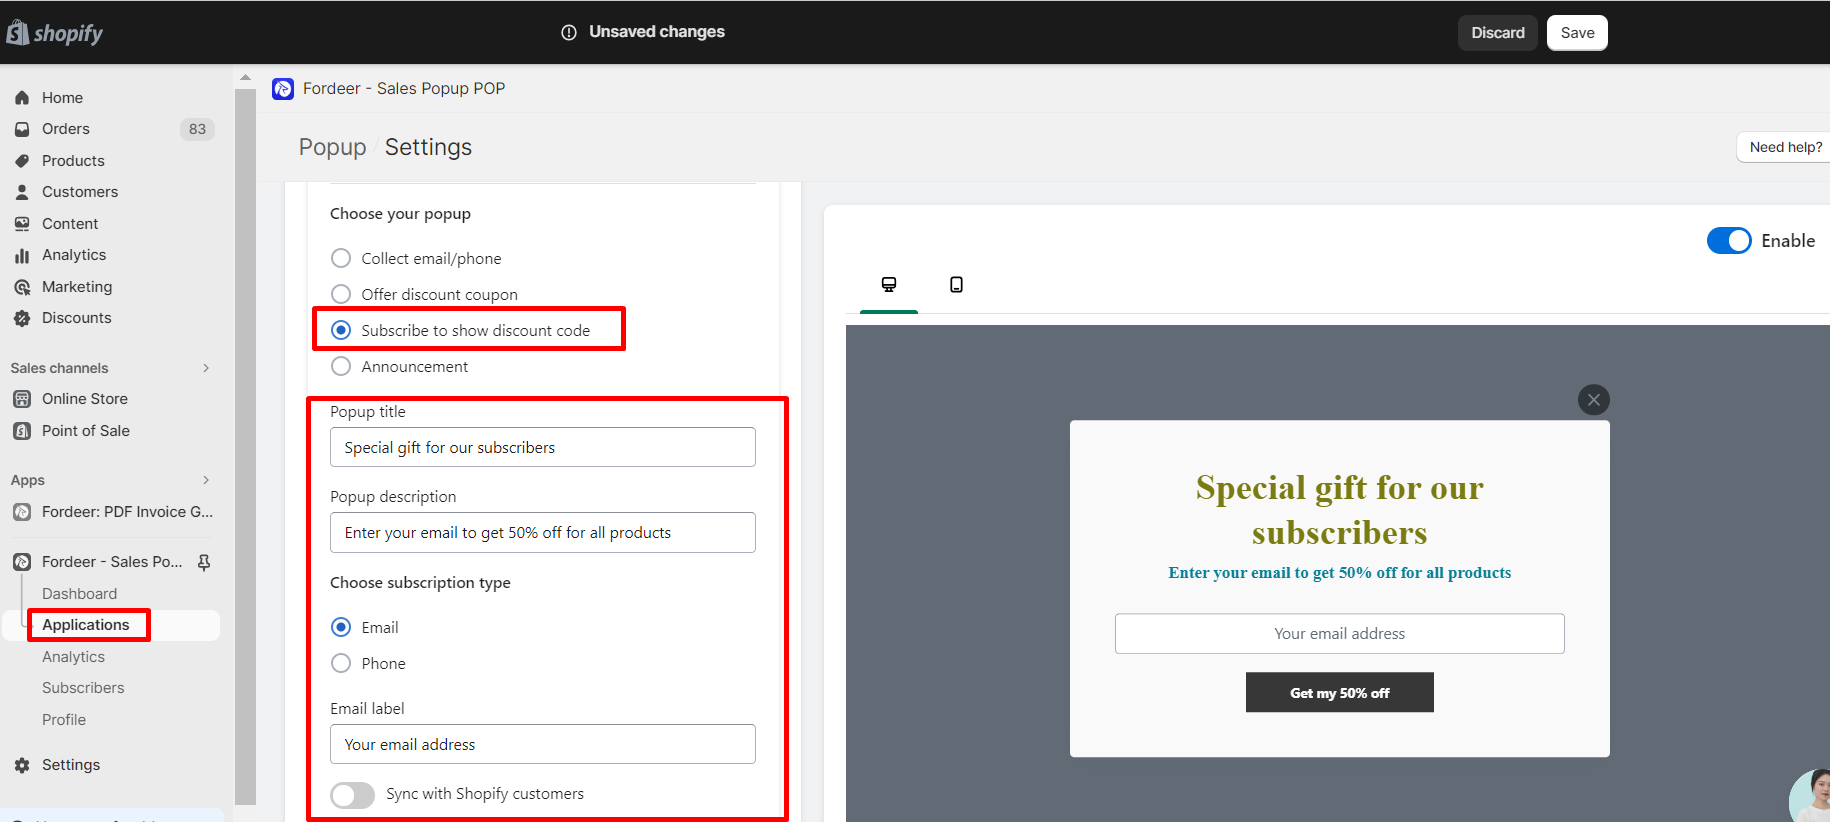 shopify
Unsaved changes
Discard
Save
Home
Orders
83
Products
Customers
Content
Analytics
Marketing
Discounts
Sales channels
Online Store
Point of Sale
Apps
Fordeer: PDF Invoice G...
Fordeer - Sales Po...
Dashboard
Applications
Analytics
Subscribers
Profile
Settings
Fordeer - Sales Popup POP
Popup / Settings
Need help?
Choose your popup
Collect email/phone
Offer discount coupon
Subscribe to show discount code
Announcement
Popup title
Special gift for our subscribers
Popup description
Enter your email to get 50% off for all products
Choose subscription type
Email
Phone
Email label
Your email address
Sync with Shopify customers
Enable
Special gift for our
subscribers
Enter your email to get 50% off for all products
Your email address
Get my 50% off